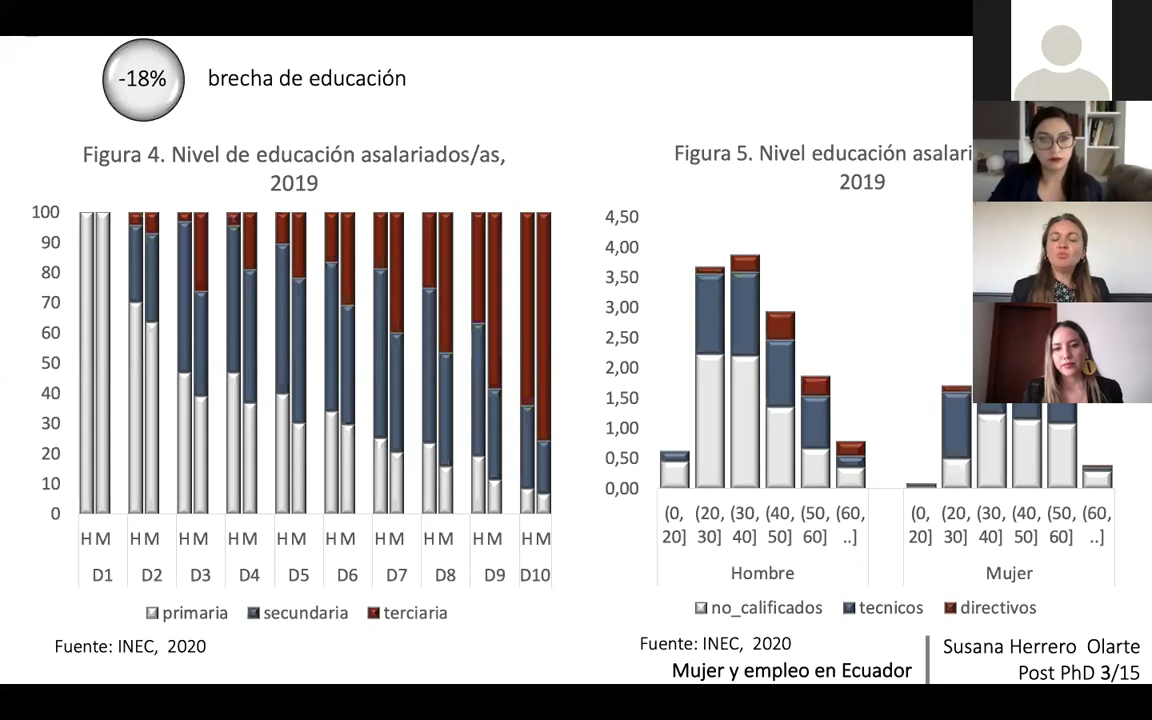 -18%
brecha de educación
Figura 4. Nivel de educación asalariados/as,
2019
100
90
80
70
60
50
40
30
20
10
0
H M H M H M H M H M H M H M H M H M H M
D1 D2 D3 D4 D5 D6 D7 D8 D9 D10
primaria secundaria terciaria
Fuente: INEC, 2020
Figura 5. Nivel educación asalari
2019
4,50
4,00
3,50
3,00
2,50
2,00
1,50
1,00
0,50
0,00
(0, (20, (30, (40, (50, (60, (0, (20, (30, (40, (50, (60,
20] 30] 40] 50] 60] ..] 20] 30] 40] 50] 60] ..]
Hombre Mujer
no_calificados tecnicos directivos
Fuente: INEC, 2020
Mujer y empleo en Ecuador
Susana Herrero Olarte
Post PhD 3/15